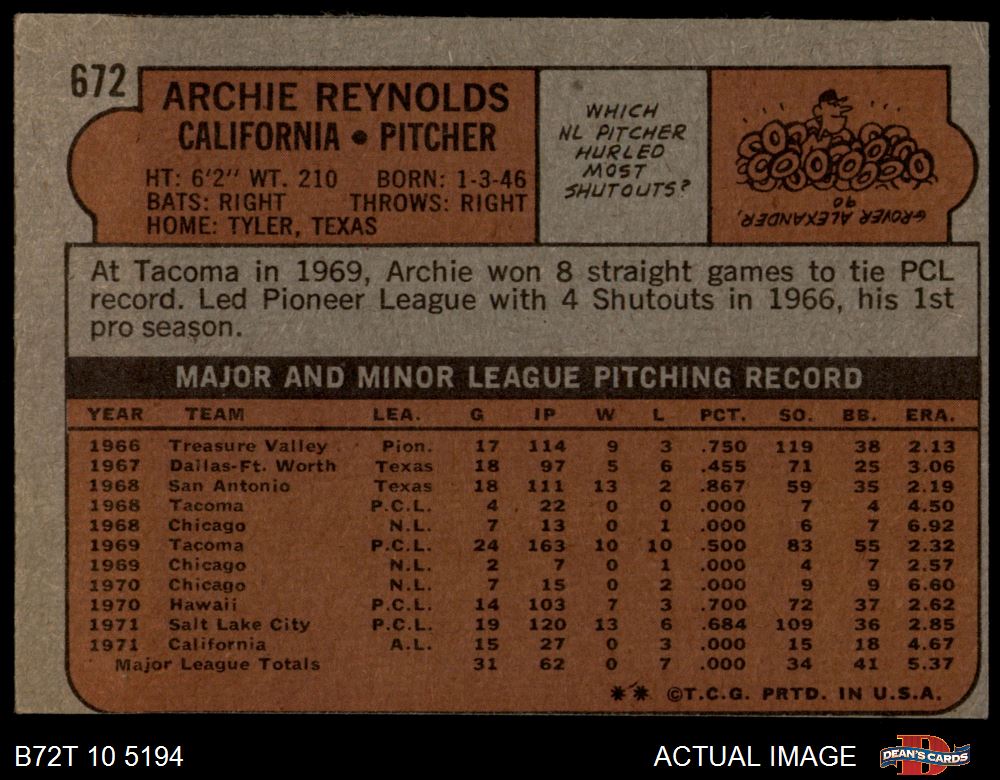 672
ARCHIE REYNOLDS
CALIFORNIA • PITCHER
HT: 6'2" WT. 210 BORN: 1-3-46
BATS: RIGHT THROWS: RIGHT
HOME: TYLER, TEXAS
WHICH
NL PITCHER
HURLED
MOST
SHUTOUTS?
GROVER ALEXANDER,
90
At Tacoma in 1969, Archie won 8 straight games to tie PCL
record. Led Pioneer League with 4 Shutouts in 1966, his 1st
pro season.
MAJOR AND MINOR LEAGUE PITCHING RECORD
YEAR TEAM LEA. G IP W L PCT. SO. BB. ERA.
1966 Treasure Valley Pion. 17 114 9 3 .750 119 38 2.13
1967 Dallas-Ft. Worth Texas 18 97 5 6 .455 71 25 3.06
1968 San Antonio Texas 18 111 13 2 .867 59 35 2.19
1968 Tacoma P.C.L. 4 22 0 0 .000 7 4 4.50
1968 Chicago N.L. 7 13 0 1 .000 6 7 6.92
1969 Tacoma P.C.L. 24 163 10 10 .500 83 55 2.32
1969 Chicago N.L. 2 7 0 1 .000 4 7 2.57
1970 Chicago N.L. 7 15 0 2 .000 9 9 6.60
1970 Hawaii P.C.L. 14 103 7 3 .700 72 37 2.62
1971 Salt Lake City P.C.L. 19 120 13 6 .684 109 36 2.85
1971 California A.L. 15 27 0 3 .000 15 18 4.67
Major League Totals 31 62 0 7 .000 34 41 5.37
** ©T.C.G. PRTD. IN U.S.A.
B72T 10 5194
ACTUAL IMAGE
D
DEAN'S CARDS